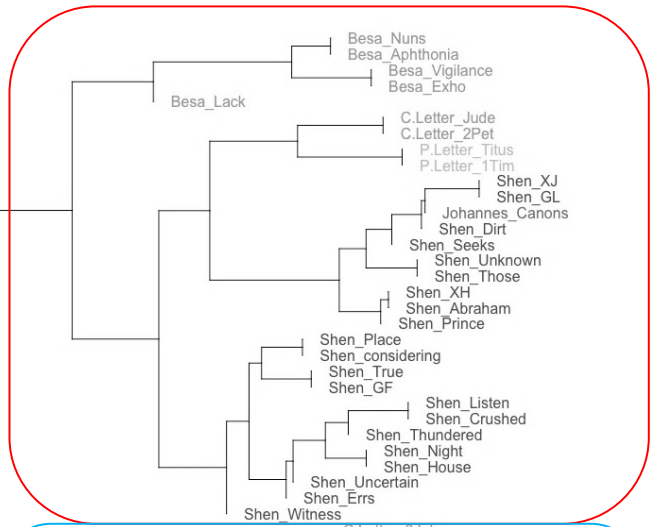 Besa_Nuns
Besa_Aphthonia
Besa_Vigilance
Besa_Exho
Besa_Lack
C.Letter_Jude
C.Letter_2Pet
P.Letter_Titus
P.Letter_1Tim
Shen_XJ
Shen_GL
Johannes_Canons
Shen_Dirt
Shen_Seeks
Shen_Unknown
Shen_Those
Shen_XH
Shen_Abraham
Shen_Prince
Shen_Place
Shen_considering
Shen_True
Shen_GF
Shen_Listen
Shen_Crushed
Shen_Thundered
Shen_Night
Shen_House
Shen_Uncertain
Shen_Errs
Shen_Witness